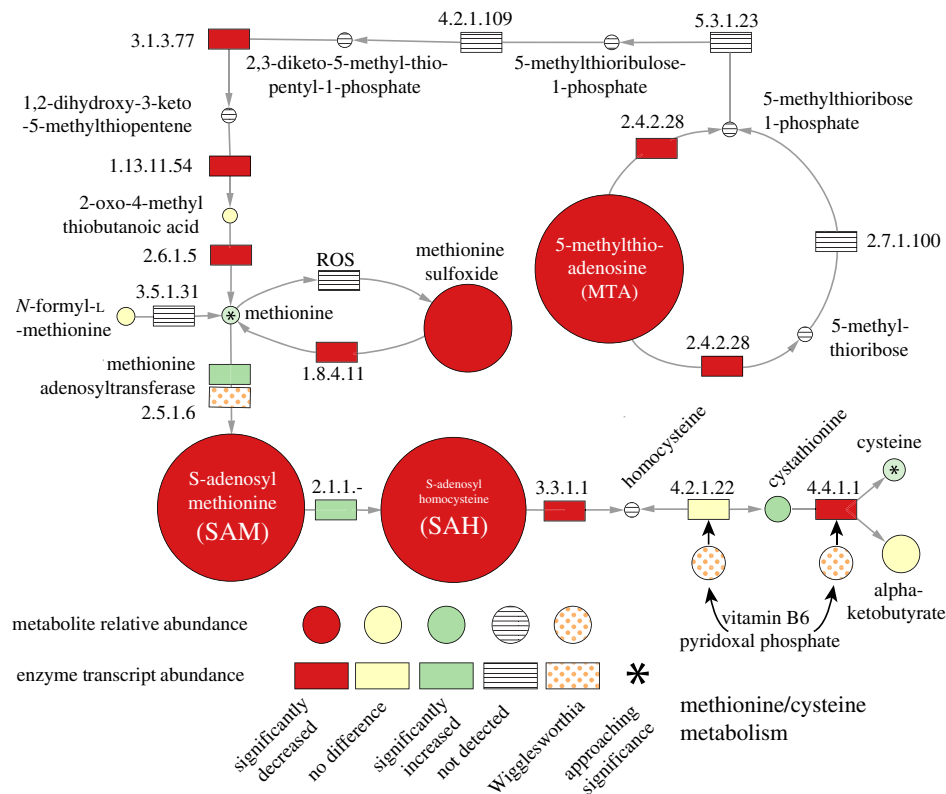 4.2.1.109
5.3.1.23
3.1.3.77
2,3-diketo-5-methyl-thio
pentyl-1-phosphate
5-methylthioribulose-
1-phosphate
1,2-dihydroxy-3-keto
-5-methylthiopentene
5-methylthioribose
1-phosphate
2.4.2.28
1.13.11.54
2-oxo-4-methyl
thiobutanoic acid
2.6.1.5
ROS
methionine
sulfoxide
5-methylthio-
adenosine
(MTA)
2.7.1.100
3.5.1.31
N-formyl-L
-methionine
*
methionine
5-methyl-
thioribose
2.4.2.28
1.8.4.11
methionine
adenosyltransferase
2.5.1.6
S-adenosyl
methionine
(SAM)
2.1.1.-
S-adenosyl
homocysteine
(SAH)
3.3.1.1
homocysteine
4.2.1.22
cystathionine
4.4.1.1
cysteine
*
alpha-
ketobutyrate
vitamin B6
pyridoxal phosphate
metabolite relative abundance
enzyme transcript abundance
*
significantly
decreased
no difference
significantly
increased
not detected
Wigglesworthia
approaching
significance
methionine/cysteine
metabolism